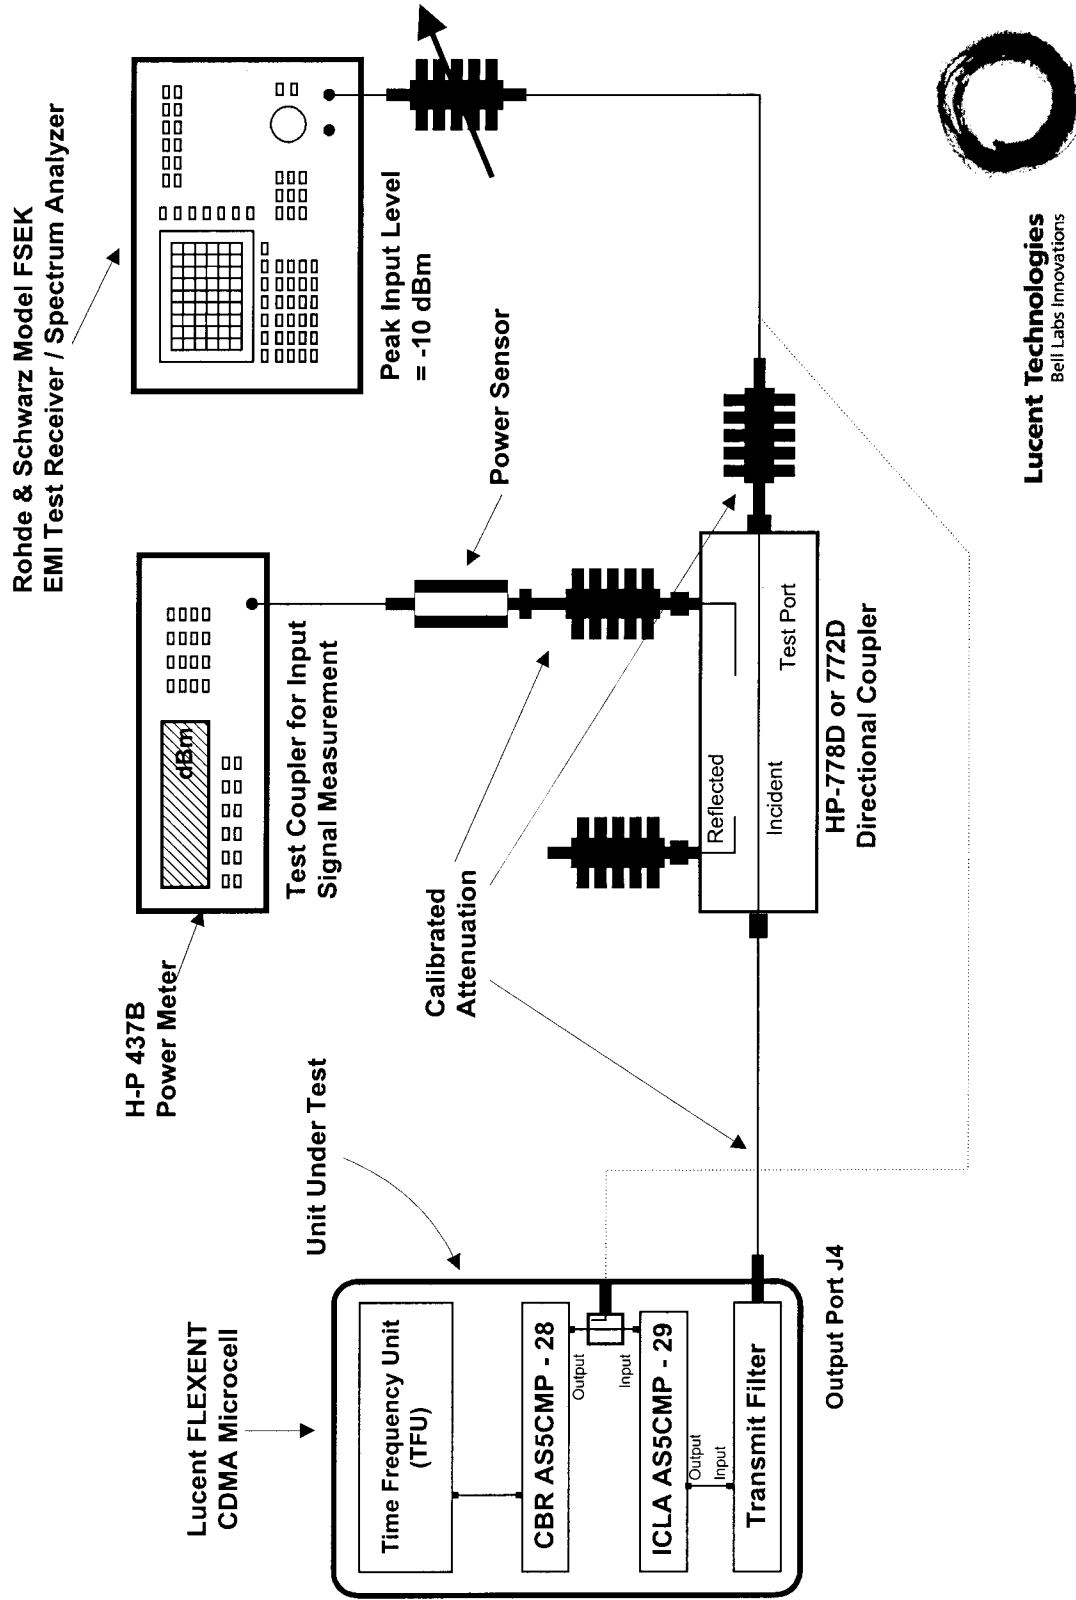 Rohde & Schwarz Model FSEK
EMI Test Receiver / Spectrum Analyzer
H-P 437B
Power Meter
dBm
Test Coupler for Input
Signal Measurement
Peak Input Level
= -10 dBm
Power Sensor
Calibrated
Attenuation
Unit Under Test
Lucent FLEXENT
CDMA Microcell
Time Frequency Unit
(TFU)
CBR AS5CMP - 28
Output
Input
ICLA AS5CMP - 29
Output
Input
Transmit Filter
Output Port J4
Reflected
Incident
Test Port
HP-778D or 772D
Directional Coupler
Lucent Technologies
Bell Labs Innovations